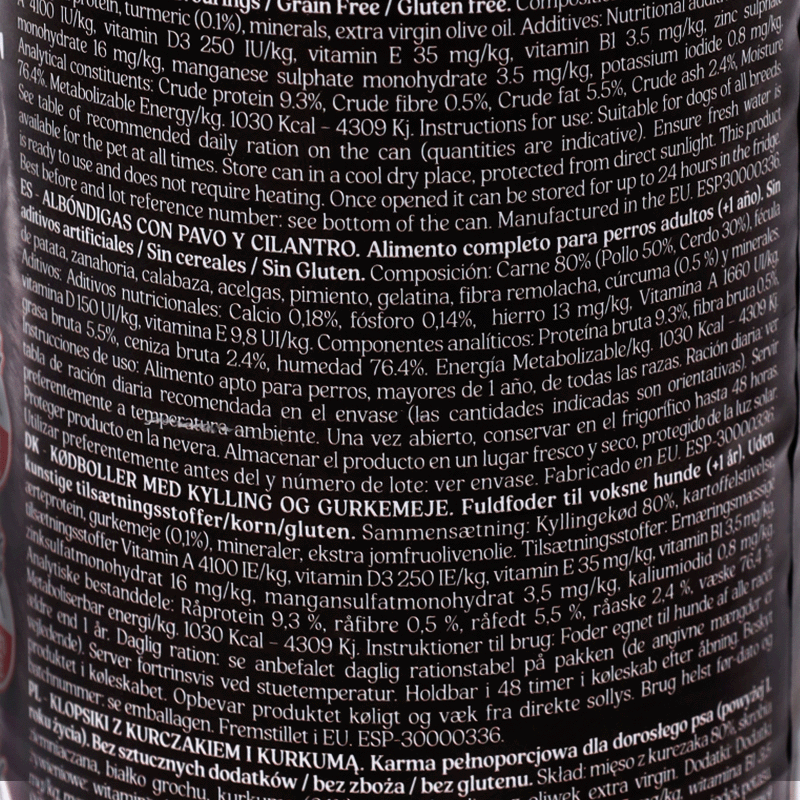 / Grain Free / Gluten free.
protein, turmeric (0.1%), minerals, extra virgin olive oil. Additives: Nutritional
A 4100 IU/kg, vitamin D3 250 IU/kg, vitamin E 35 mg/kg, vitamin B1 3.5 mg/kg, zinc sulphate
monohydrate 16 mg/kg, manganese sulphate monohydrate 3.5 mg/kg, potassium iodide 0.8 mg/kg.
Analytical constituents: Crude protein 9.3%, Crude fibre 0.5%, Crude fat 5.5%, Crude ash 2.4%, Moisture
76.4%. Metabolizable Energy/kg. 1030 Kcal – 4309 Kj. Instructions for use: Suitable for dogs of all breeds.
See table of recommended daily ration on the can (quantities are indicative). Ensure fresh water is
available for the pet at all times. Store can in a cool dry place, protected from direct sunlight. This product
is ready to use and does not require heating. Once opened it can be stored for up to 24 hours in the fridge.
Best before and lot reference number: see bottom of the can. Manufactured in the EU. ESP30000336.
ES - ALBÓNDIGAS CON PAVO Y CILANTRO. Alimento completo para perros adultos (+1 año). Sin
aditivos artificiales / Sin cereales / Sin Gluten. Composición: Carne 80% (Pollo 50%, Cerdo 30%), fécula
de patata, zanahoria, calabaza, acelgas, pimiento, gelatina, fibra remolacha, cúrcuma (0.5 %) y minerales.
Aditivos: Aditivos nutricionales: Calcio 0,18%, fósforo 0,14%, hierro 13 mg/kg, Vitamina A 1660 UI/kg,
vitamina D 150 UI/kg, vitamina E 9,8 UI/kg. Componentes analíticos: Proteína bruta 9.3%, fibra bruta 0.5%,
grasa bruta 5.5%, ceniza bruta 2.4%, humedad 76.4%. Energía Metabolizable/kg. 1030 Kcal – 4309 Kj
Instrucciones de uso: Alimento apto para perros, mayores de 1 año, de todas las razas. Ración diaria: ver
tabla de ración diaria recomendada en el envase (las cantidades indicadas son orientativas). Servir
preferentemente a temperatura ambiente. Una vez abierto, conservar en el frigorífico hasta 48 horas.
Proteger producto en la nevera. Almacenar el producto en un lugar fresco y seco, protegido de la luz solar.
Utilizar preferentemente antes del y número de lote: ver envase. Fabricado en EU. ESP-30000336.
DK - KØDBOLLER MED KYLLING OG GURKEMEJE. Fuldfoder til voksne hunde (+1 år). Uden
kunstige tilsætningsstoffer/korn/gluten. Sammensætning: Kyllingekød 80%, kartoffelstivelse,
ærteprotein, gurkemeje (0,1%), mineraler, ekstra jomfruolivenolie. Tilsætningsstoffer: Ernæringsmæssige
tilsætningsstoffer Vitamin A 4100 IE/kg, vitamin D3 250 IE/kg, vitamin E 35 mg/kg, vitamin B1 3,5 mg/kg,
zinksulfatmonohydrat 16 mg/kg, mangansulfatmonohydrat 3,5 mg/kg, kaliumiodid 0,8 mg/kg.
Analytiske bestanddele: Råprotein 9,3 %, råfibre 0,5 %, råfedt 5,5 %, råaske 2,4 %, væske 76,4 %.
Metaboliserbar energi/kg. 1030 Kcal – 4309 Kj. Instruktioner til brug: Foder egnet til hunde af alle racer
ældre end 1 år. Daglig ration: se anbefalet daglig rationstabel på pakken (de angivne mængder er
vejledende). Server fortrinsvis ved stuetemperatur. Holdbar i 48 timer i køleskab efter åbning. Beskyt
produktet i køleskabet. Opbevar produktet køligt og væk fra direkte sollys. Brug helst før-dato og
batchnummer: se emballagen. Fremstillet i EU. ESP-30000336.
PL - KLOPSIKI Z KURCZAKIEM I KURKUMĄ. Karma pełnoporcjowa dla dorosłego psa (powyżej 1.
roku życia). Bez sztucznych dodatków / bez zboża / bez glutenu. Skład: mięso z kurczaka 80%, skrobia
ziemniaczana, białko grochu, oliwek extra virgin. Dodatki: Dodatki